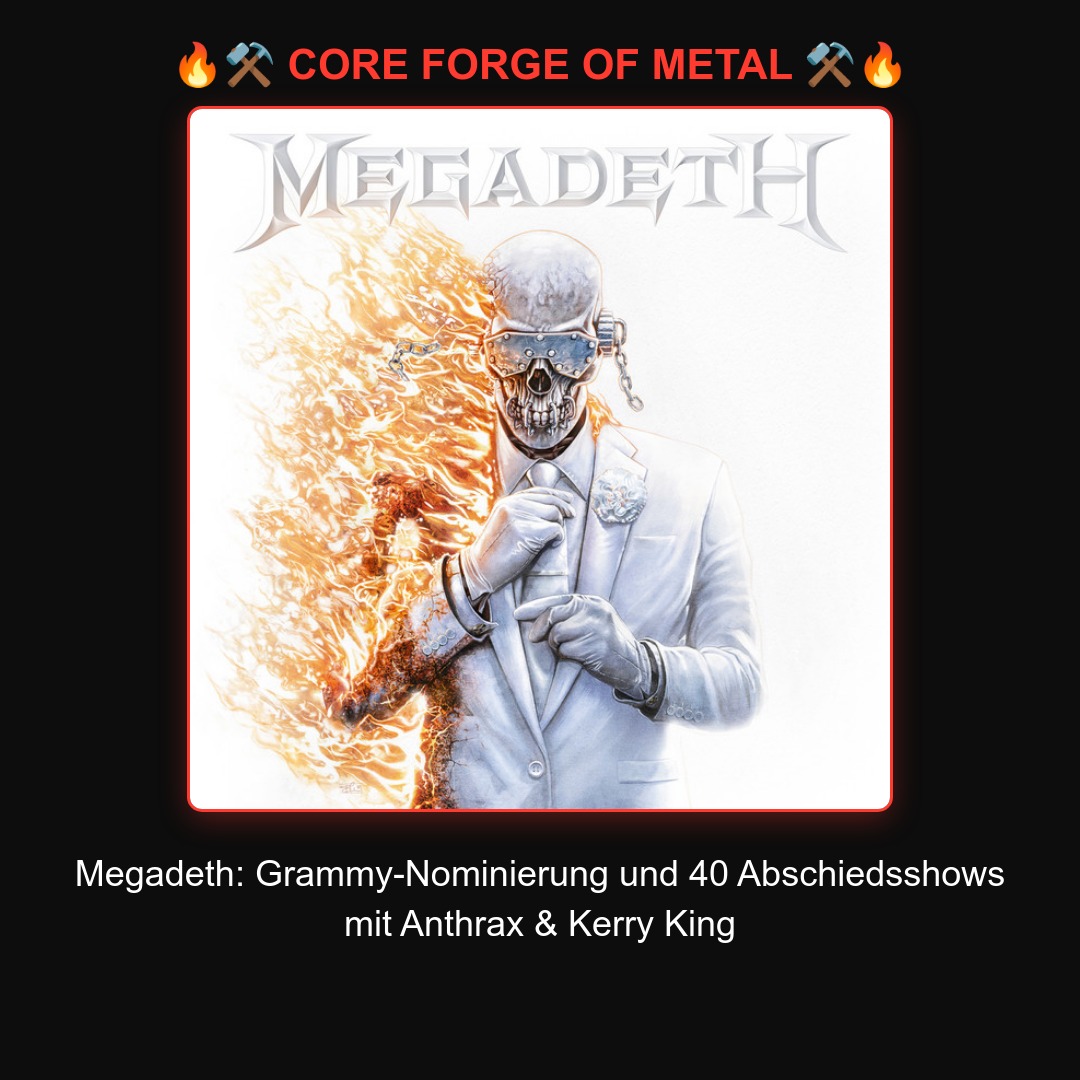 🔥⚒️ CORE FORGE OF METAL ⚒️🔥
MEGADETH
Megadeth: Grammy-Nominierung und 40 Abschiedsshows
mit Anthrax & Kerry King